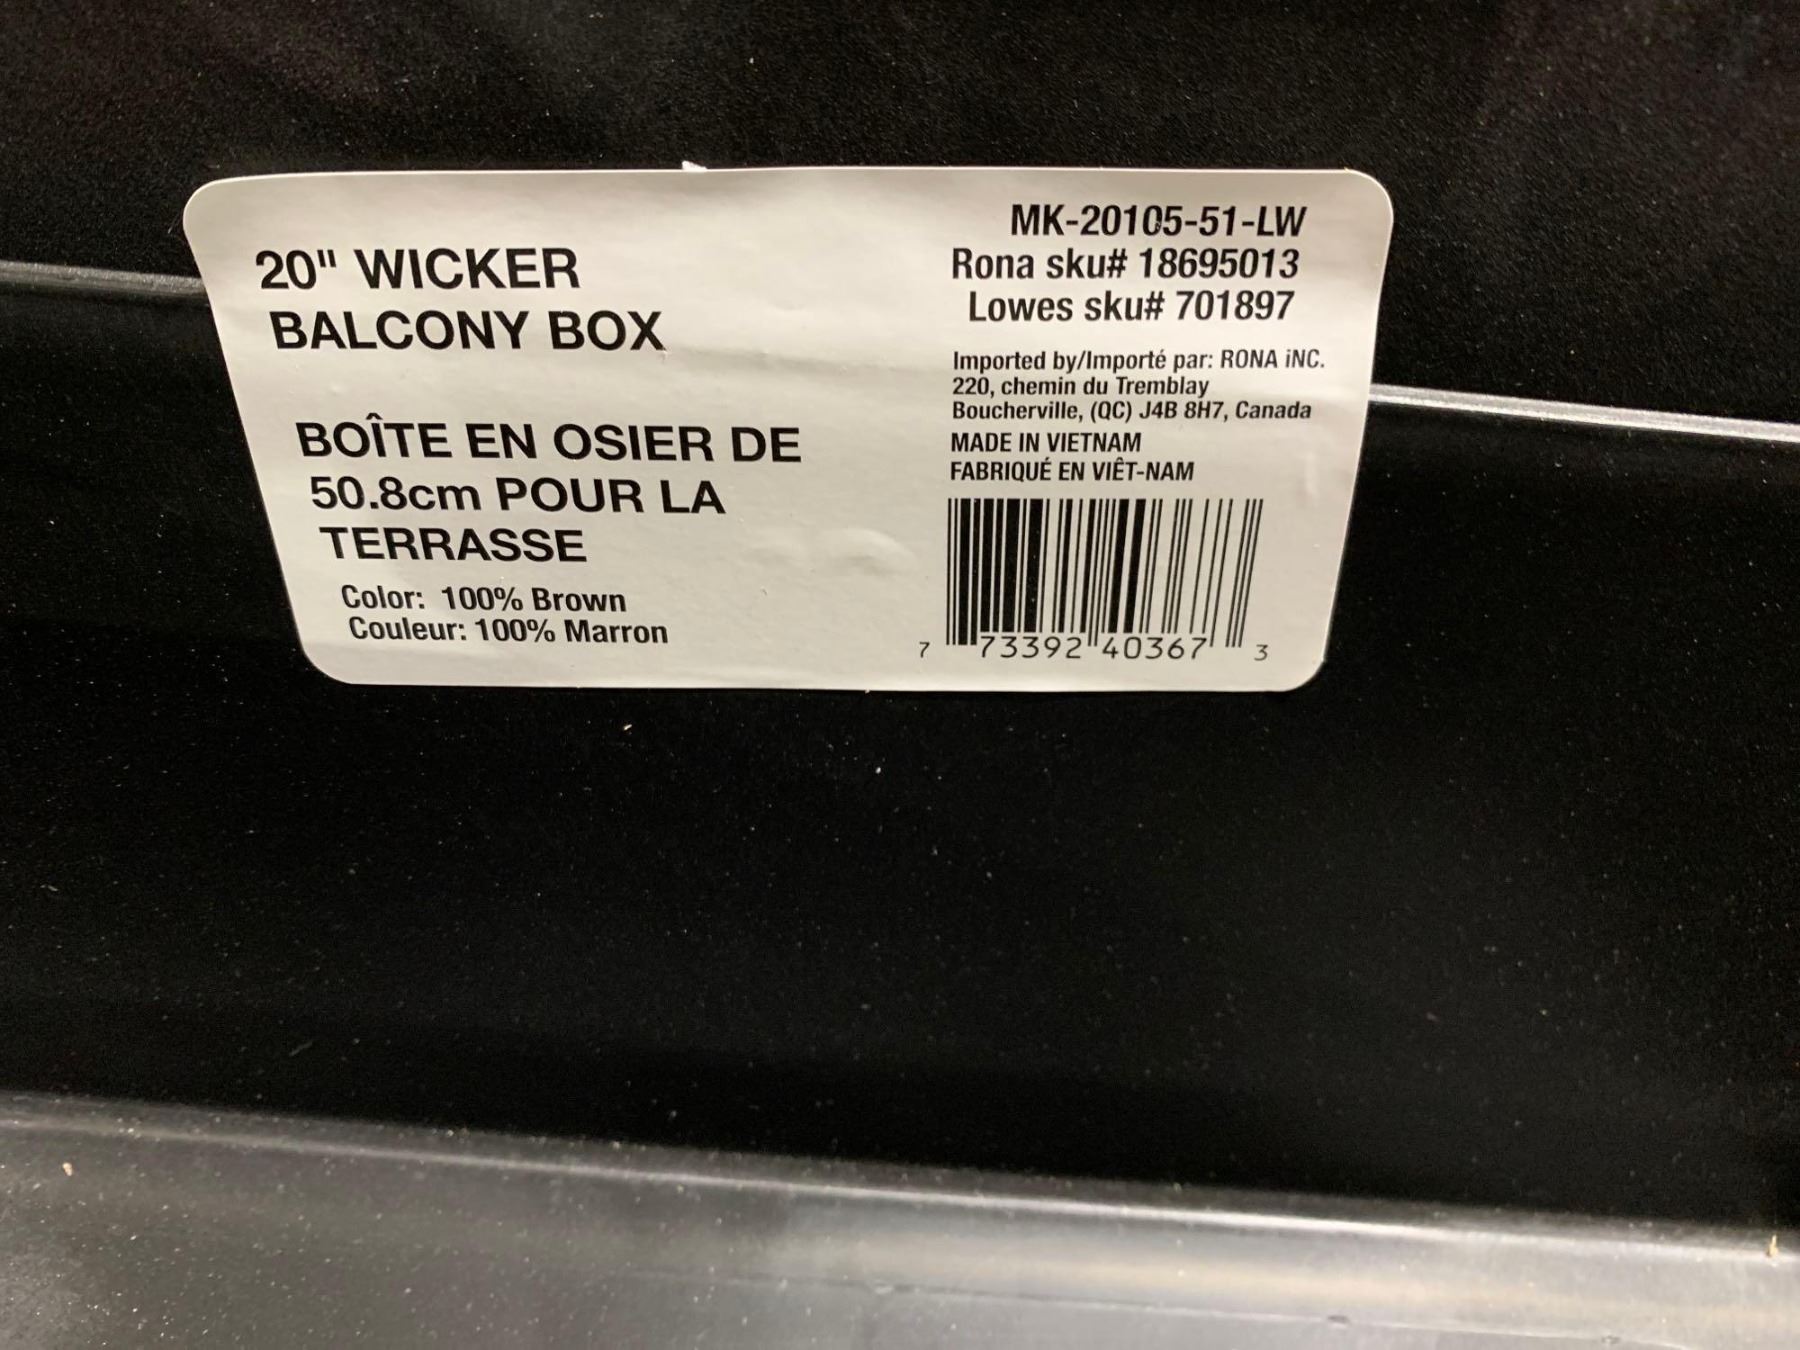 20" WICKER
BALCONY BOX
BOÎTE EN OSIER DE
50.8cm POUR LA
TERRASSE
Color: 100% Brown
Couleur: 100% Marron
MK-20105-51-LW
Rona sku# 18695013
Lowes sku# 701897
Imported by/Importé par: RONA iNC.
220, chemin du Tremblay
Boucherville, (QC) J4B 8H7, Canada
MADE IN VIETNAM
FABRIQUÉ EN VIÊT-NAM
7 73392 40367 3